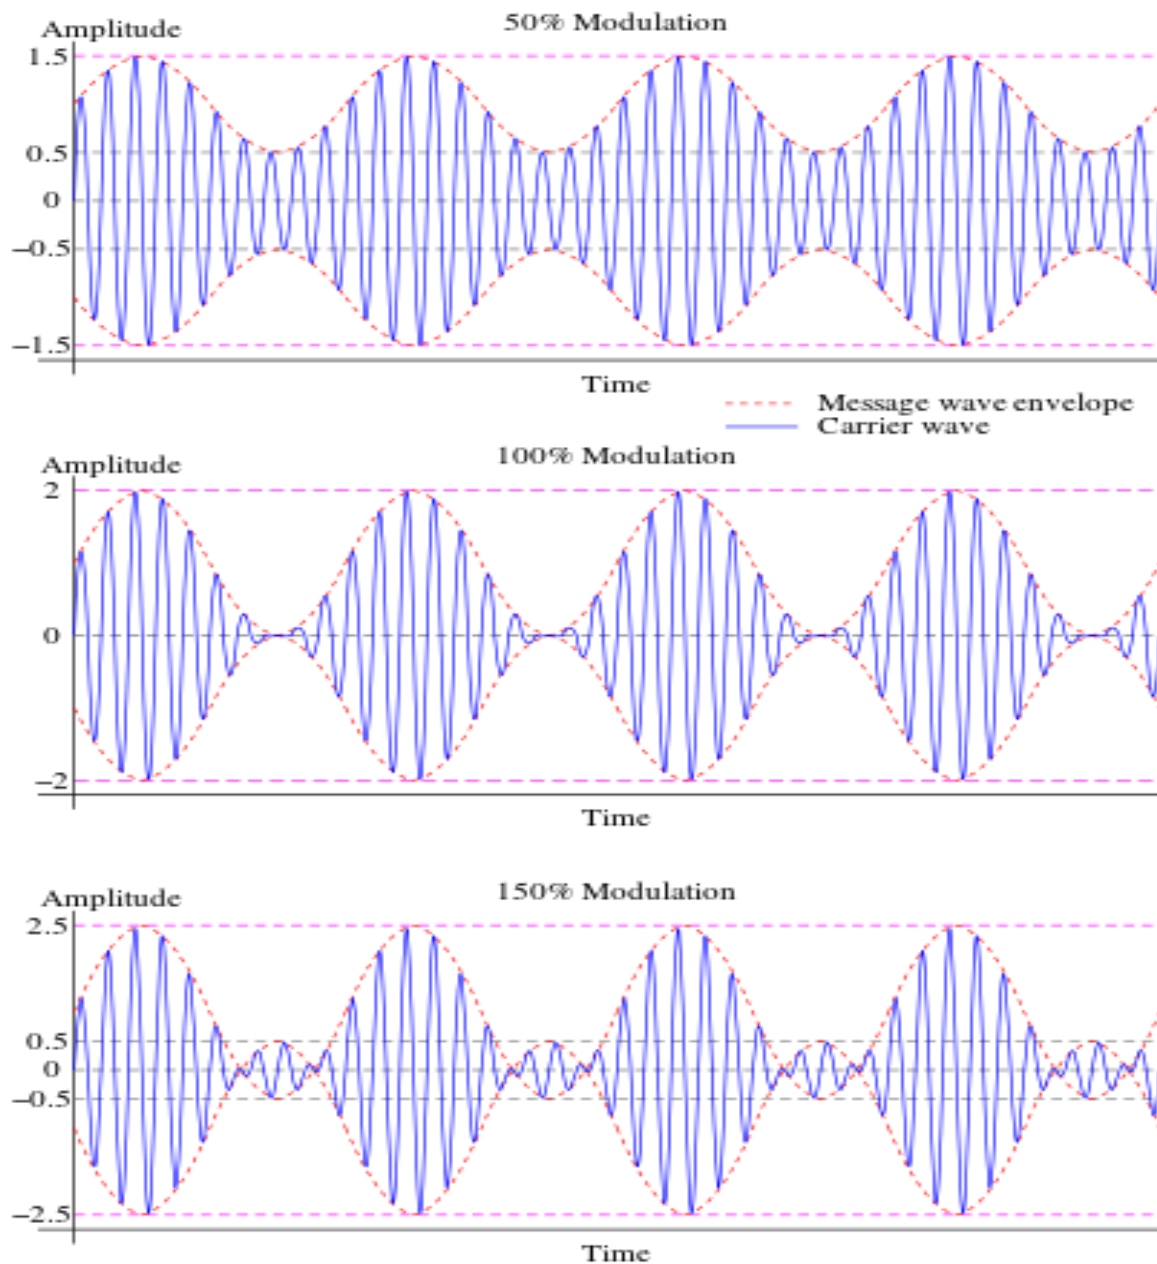 50% Modulation
Amplitude
1.5
0.5
0
−0.5
−1.5
Time
Message wave envelope
Carrier wave
100% Modulation
Amplitude
2
0
−2
Time
150% Modulation
Amplitude
2.5
0.5
0
−0.5
−2.5
Time